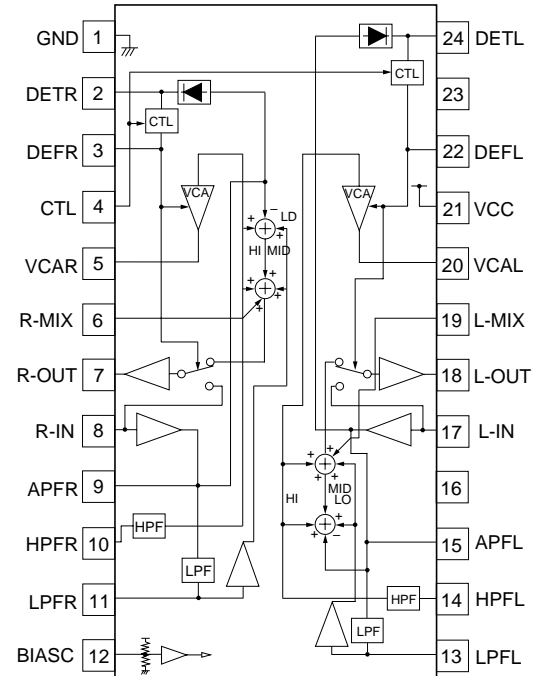 GND 1
DETR 2
DEFR 3
CTL 4
VCAR 5
R-MIX 6
R-OUT 7
R-IN 8
APFR 9
HPFR 10
LPFR 11
BIASC 12
24 DETL
23
22 DEFL
21 VCC
20 VCAL
19 L-MIX
18 L-OUT
17 L-IN
16
15 APFL
14 HPFL
13 LPFL
CTL
VCA
− LD
+ + +
HI MID
+ + +
+
HPF
LPF
CTL
VCA
+ +
+ + + +
HI MID
LO
+
+ −
HPF
LPF